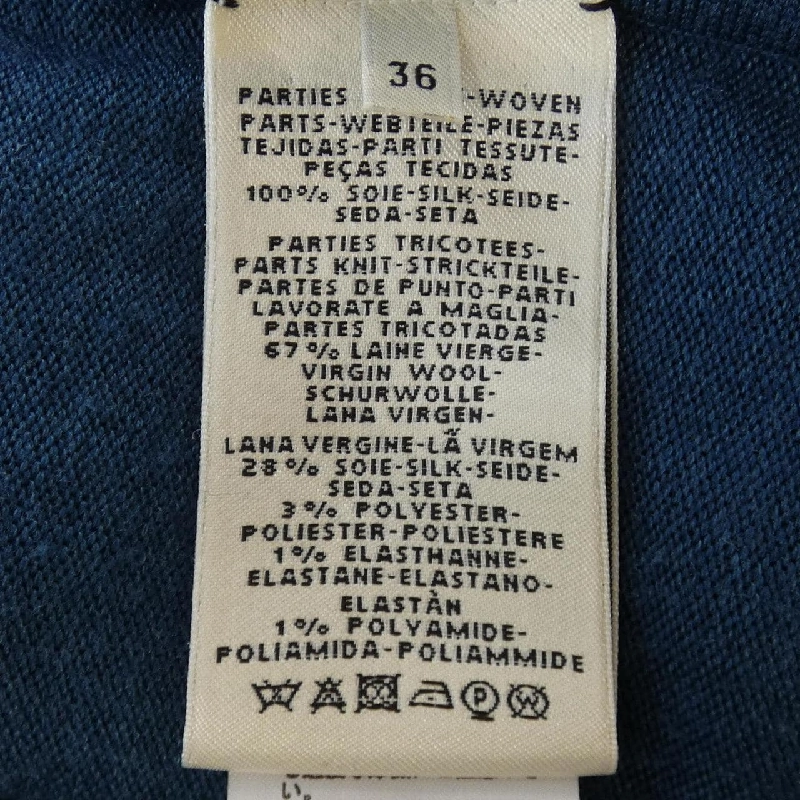 36
PARTIES -WOVEN
PARTS-WEBTEILE-PIEZAS
TEJIDAS-PARTI TESSUTE-
PEÇAS TECIDAS
100% SOIE-SILK-SEIDE-
SEDA-SETA
PARTIES TRICOTEES-
PARTS KNIT-STRICKTEILE-
PARTES DE PUNTO-PARTI
LAVORATE A MAGLIA-
PARTES TRICOTADAS
67% LAINE VIERGE-
VIRGIN WOOL-
SCHURWOLLE-
LANA VIRGEN-
LANA VERGINE-LÃ VIRGEM
28% SOIE-SILK-SEIDE-
SEDA-SETA
3% POLYESTER-
POLIESTER-POLIESTERE
1% ELASTHANNE-
ELASTANE-ELASTANO-
ELASTÀN
1% POLYAMIDE-
POLIAMIDA-POLIAMMIDE
P W
い。